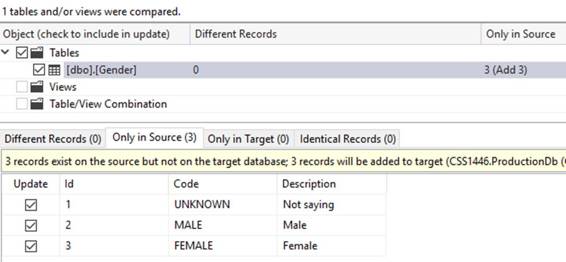 1 tables and/or views were compared.
Object (check to include in update) Different Records Only in Source
Tables
[dbo].[Gender] 0 3 (Add 3)
Views
Table/View Combination
Different Records (0) Only in Source (3) Only in Target (0) Identical Records (0)
3 records exist on the source but not on the target database; 3 records will be added to target (CSS1446.ProductionDb (
Update Id Code Description
1 UNKNOWN Not saying
2 MALE Male
3 FEMALE Female